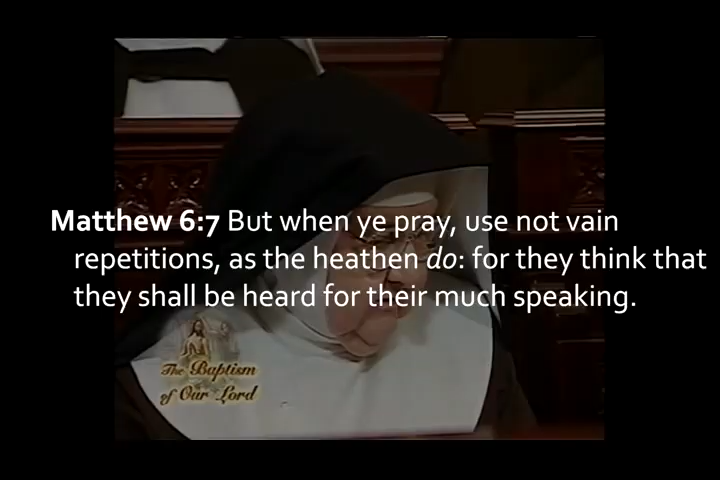 Matthew 6:7 But when ye pray, use not vain
repetitions, as the heathen do: for they think that
they shall be heard for their much speaking.
The Baptism
of Our Lord